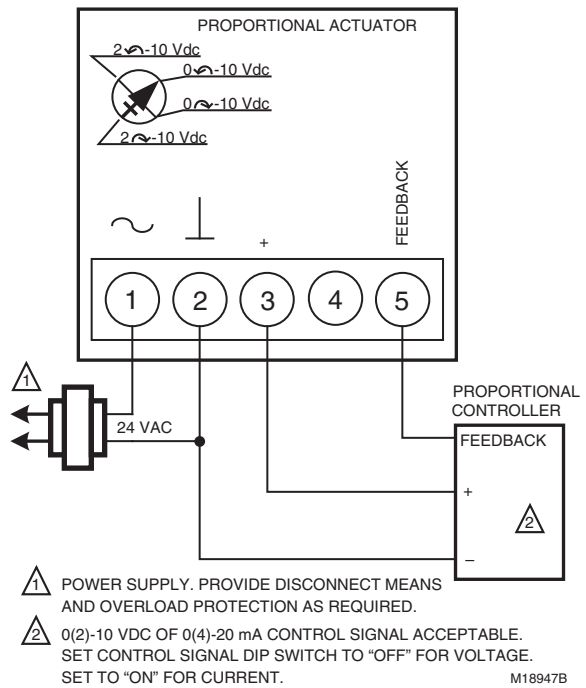 PROPORTIONAL ACTUATOR
2 -10 Vdc
0 -10 Vdc
0 -10 Vdc
2 -10 Vdc
FEEDBACK
+
1 2 3 4 5
1
24 VAC
PROPORTIONAL
CONTROLLER
FEEDBACK
+
2
–
1 POWER SUPPLY. PROVIDE DISCONNECT MEANS
AND OVERLOAD PROTECTION AS REQUIRED.
2 0(2)-10 VDC OF 0(4)-20 mA CONTROL SIGNAL ACCEPTABLE.
SET CONTROL SIGNAL DIP SWITCH TO “OFF” FOR VOLTAGE.
SET TO “ON” FOR CURRENT.
M18947B